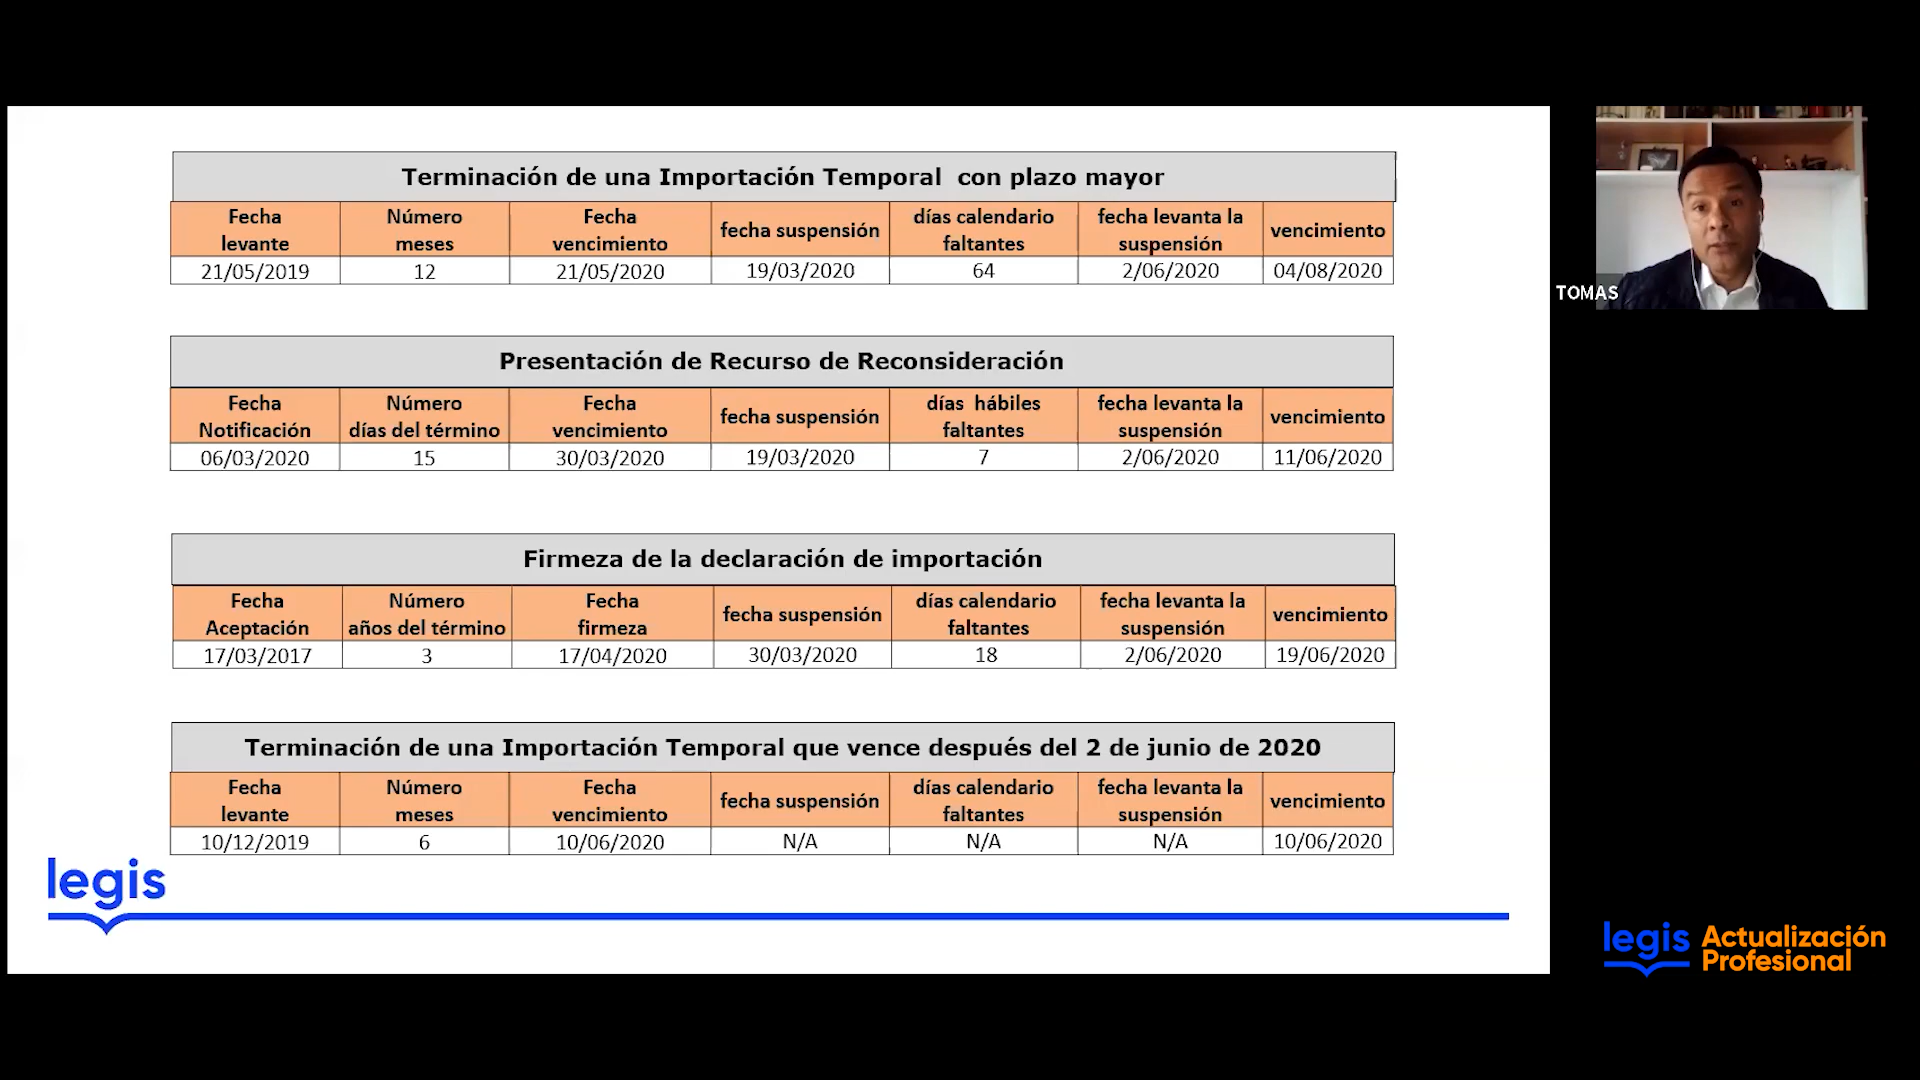 Terminación de una Importación Temporal con plazo mayor
Fecha levante Número meses Fecha vencimiento fecha suspensión días calendario faltantes fecha levanta la suspensión vencimiento
21/05/2019 12 21/05/2020 19/03/2020 64 2/06/2020 04/08/2020
Presentación de Recurso de Reconsideración
Fecha Notificación Número días del término Fecha vencimiento fecha suspensión días hábiles faltantes fecha levanta la suspensión vencimiento
06/03/2020 15 30/03/2020 19/03/2020 7 2/06/2020 11/06/2020
Firmeza de la declaración de importación
Fecha Aceptación Número años del término Fecha firmeza fecha suspensión días calendario faltantes fecha levanta la suspensión vencimiento
17/03/2017 3 17/04/2020 30/03/2020 18 2/06/2020 19/06/2020
Terminación de una Importación Temporal que vence después del 2 de junio de 2020
Fecha levante Número meses Fecha vencimiento fecha suspensión días calendario faltantes fecha levanta la suspensión vencimiento
10/12/2019 6 10/06/2020 N/A N/A N/A 10/06/2020
legis
TOMAS
legis Actualización
Profesional